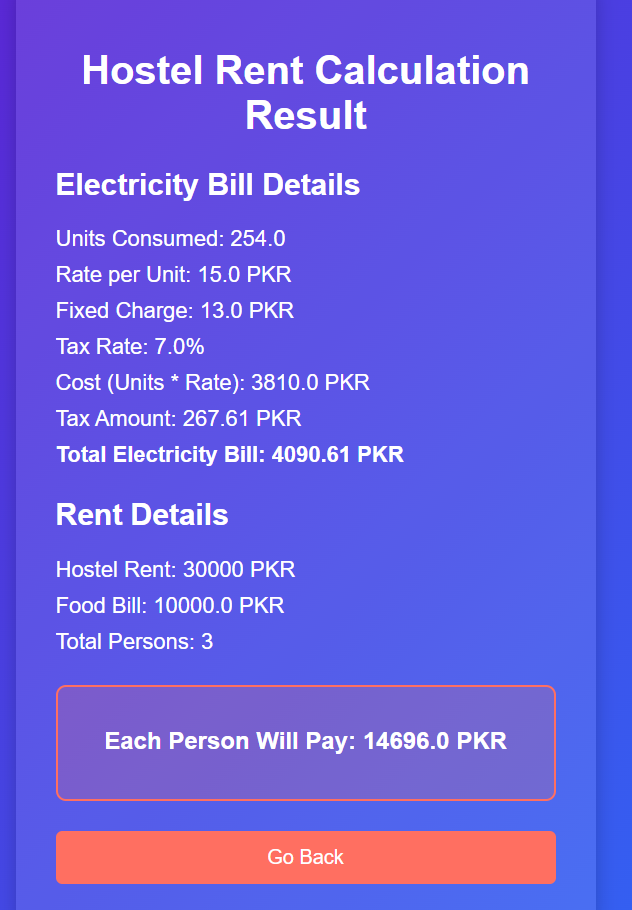 Hostel Rent Calculation
Result
Electricity Bill Details
Units Consumed: 254.0
Rate per Unit: 15.0 PKR
Fixed Charge: 13.0 PKR
Tax Rate: 7.0%
Cost (Units * Rate): 3810.0 PKR
Tax Amount: 267.61 PKR
Total Electricity Bill: 4090.61 PKR
Rent Details
Hostel Rent: 30000 PKR
Food Bill: 10000.0 PKR
Total Persons: 3
Each Person Will Pay: 14696.0 PKR
Go Back